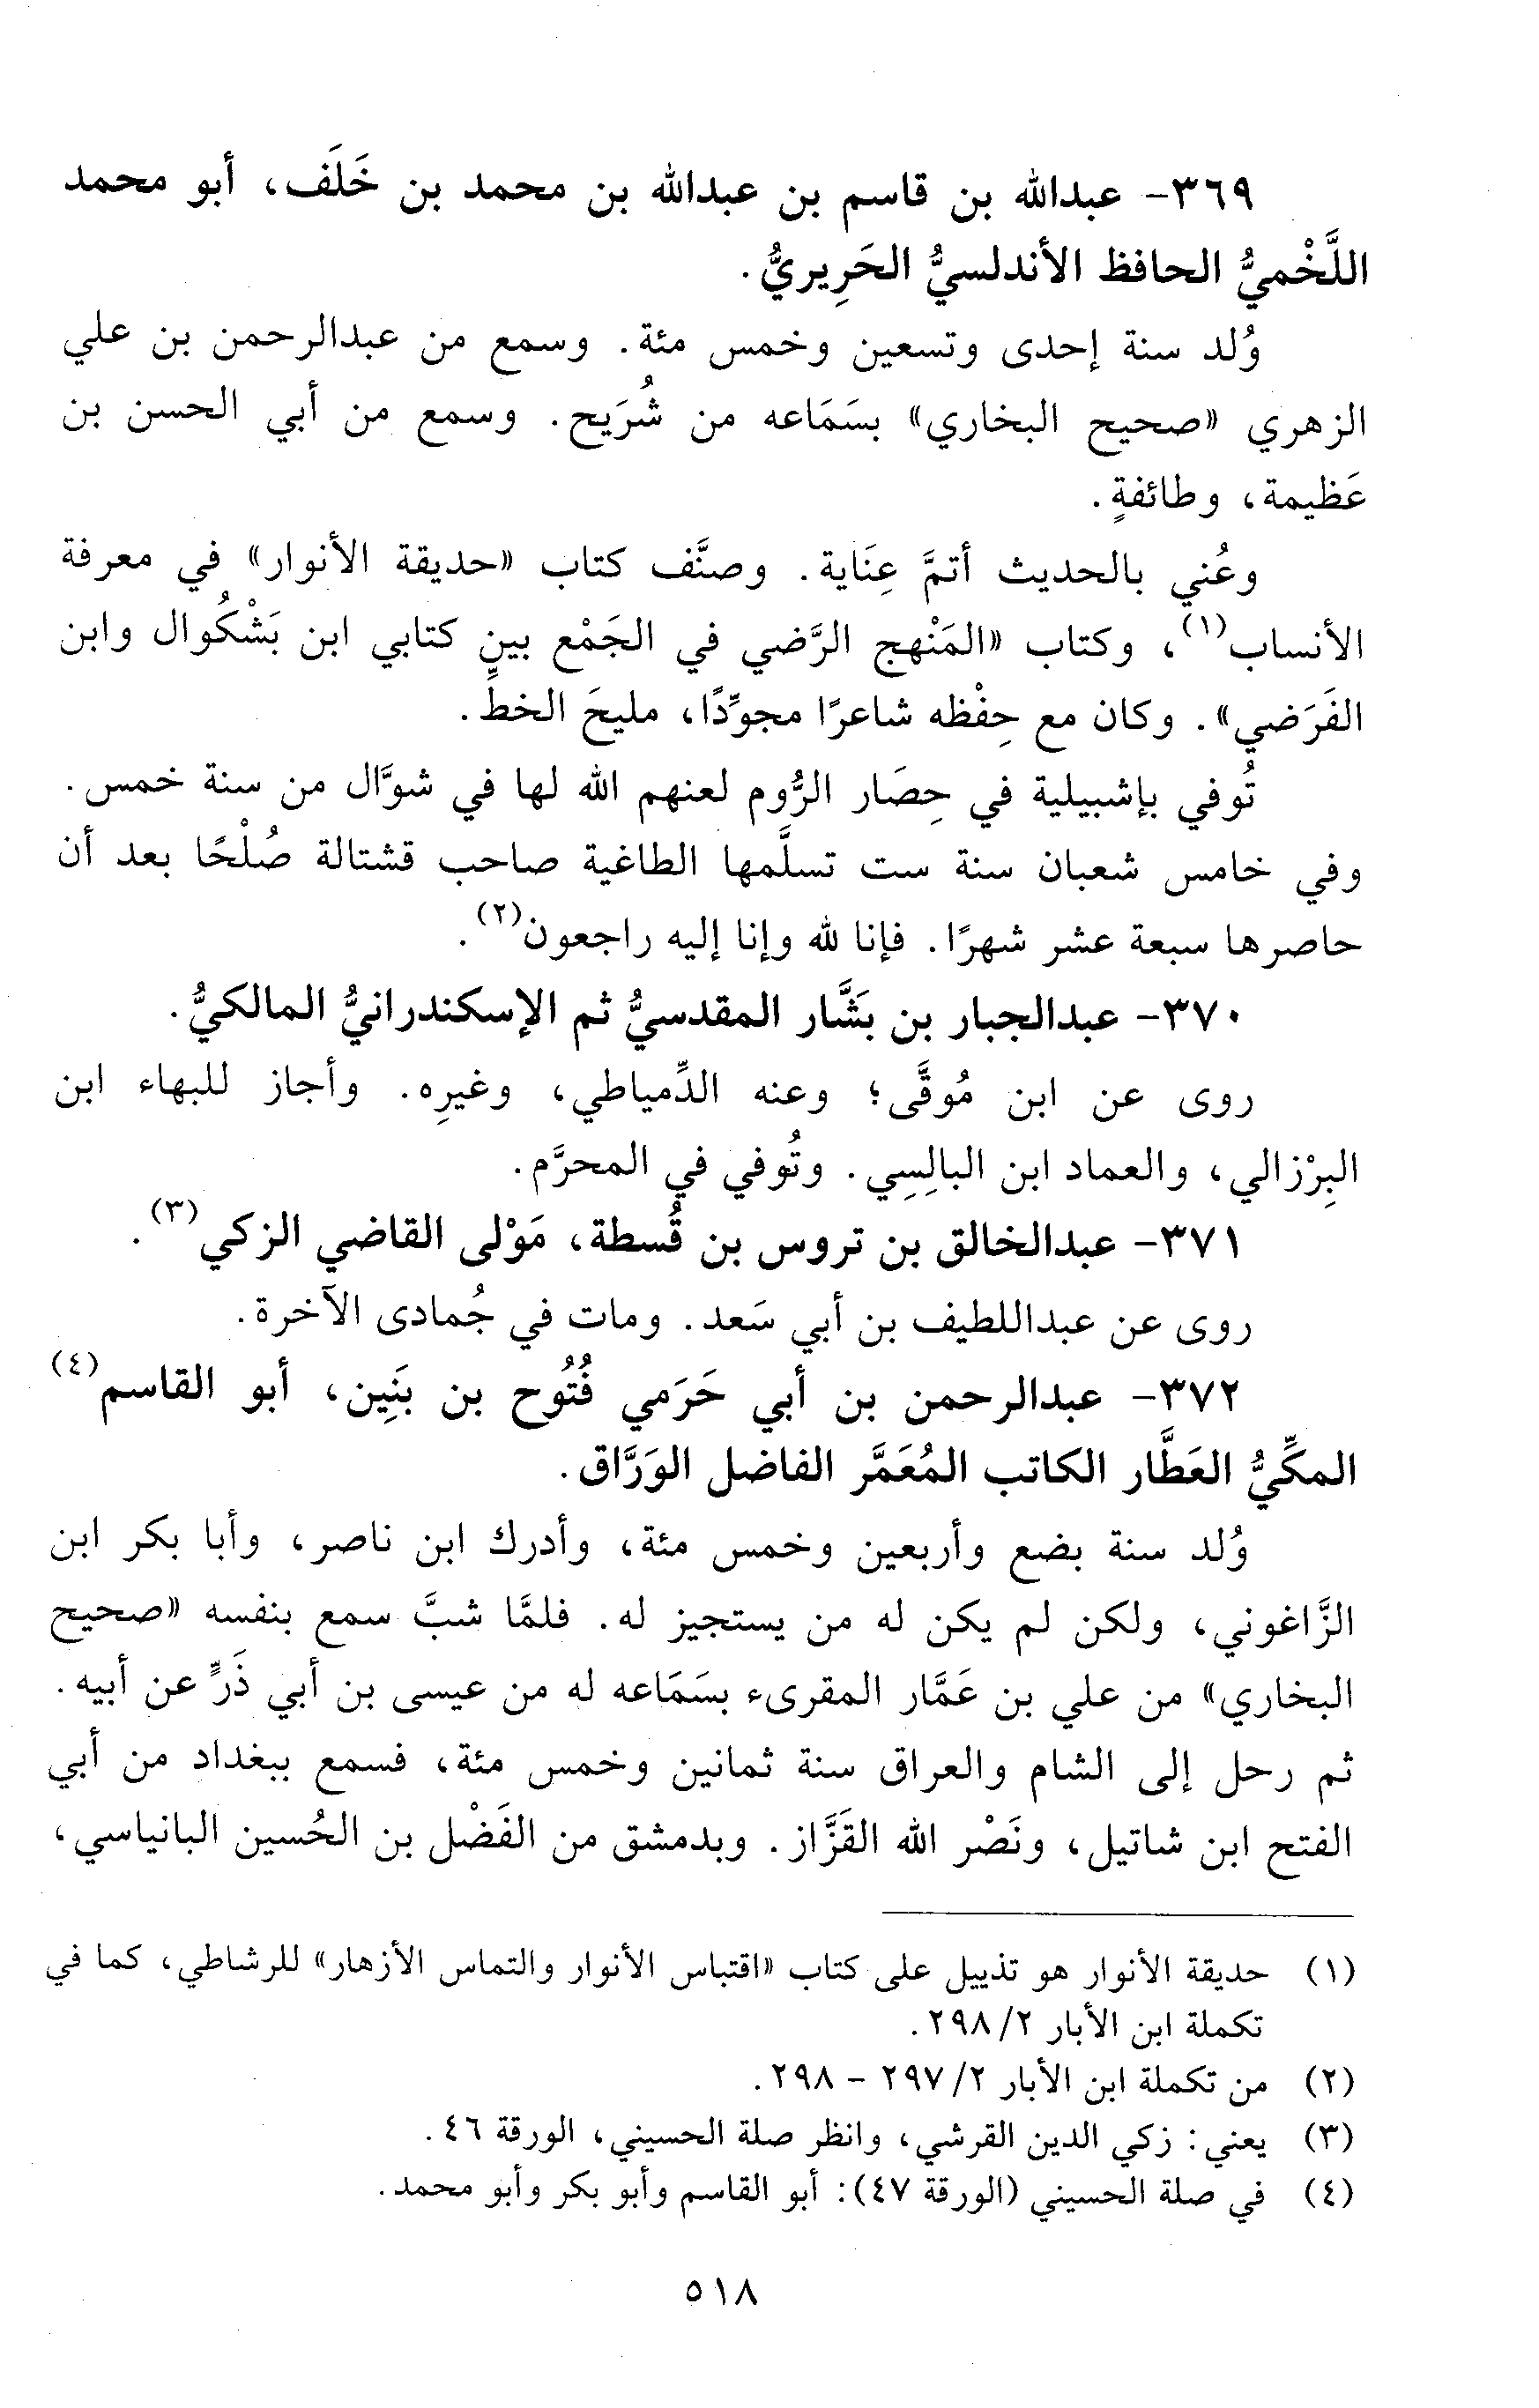 ٣٦٩- عبدالله بن قاسم بن عبدالله بن محمد بن خَلَف، أبو محمد
اللَّخْميُّ الحافظ الأندلسيُّ الحَرِيريُّ.
وُلد سنة إحدى وتسعين وخمس مئة. وسمع من عبدالرحمن بن علي
الزهري «صحيح البخاري» بسَمَاعه من شُرَيح. وسمع من أبي الحسن بن
عَظيمة، وطائفةٍ.
وعُني بالحديث أتمَّ عِنَاية. وصنَّف كتاب «حديقة الأنوار» في معرفة
الأنساب(١)، وكتاب «المَنْهج الرَّضي في الجَمْع بين كتابي ابن بَشْكُوال وابن
الفَرَضي». وكان مع حِفْظه شاعرًا مجوِّدًا، مليحَ الخطِّ.
تُوفي بإشبيلية في حِصَار الرُّوم لعنهم الله لها في شوَّال من سنة خمس.
وفي خامس شعبان سنة ست تسلَّمها الطاغية صاحب قشتالة صُلْحًا بعد أن
حاصرها سبعة عشر شهرًا. فإنا لله وإنا إليه راجعون(٢).
٣٧٠- عبدالجبار بن بَشَّار المقدسيُّ ثم الإسكندرانيُّ المالكيُّ.
روى عن ابن مُوقَّى؛ وعنه الدِّمياطي، وغيرِه. وأجاز للبهاء ابن
البِرْزالي، والعماد ابن البالِسِي. وتُوفي في المحرَّم.
٣٧١- عبدالخالق بن تروس بن قُسطة، مَوْلى القاضي الزكي(٣).
روى عن عبداللطيف بن أبي سَعد. ومات في جُمادى الآخرة.
٣٧٢- عبدالرحمن بن أبي حَرَمي فُتُوح بن بَنِين، أبو القاسم(٤)
المكِّيُّ العَطَّار الكاتب المُعَمَّر الفاضل الوَرَّاق.
وُلد سنة بضع وأربعين وخمس مئة، وأدرك ابن ناصر، وأبا بكر ابن
الزَّاغوني، ولكن لم يكن له من يستجيز له. فلمَّا شبَّ سمع بنفسه «صحيح
البخاري» من علي بن عَمَّار المقرىء بسَمَاعه له من عيسى بن أبي ذَرٍّ عن أبيه.
ثم رحل إلى الشام والعراق سنة ثمانين وخمس مئة، فسمع ببغداد من أبي
الفتح ابن شاتيل، ونَصْر الله القَزَّاز. وبدمشق من الفَضْل بن الحُسين البانياسي،
(١) حديقة الأنوار هو تذييل على كتاب «اقتباس الأنوار والتماس الأزهار» للرشاطي، كما في
تكملة ابن الأبار ٢/ ٢٩٨.
(٢) من تكملة ابن الأبار ٢/ ٢٩٧ - ٢٩٨.
(٣) يعني: زكي الدين القرشي، وانظر صلة الحسيني، الورقة ٤٦.
(٤) في صلة الحسيني (الورقة ٤٧): أبو القاسم وأبو بكر وأبو محمد.
٥١٨